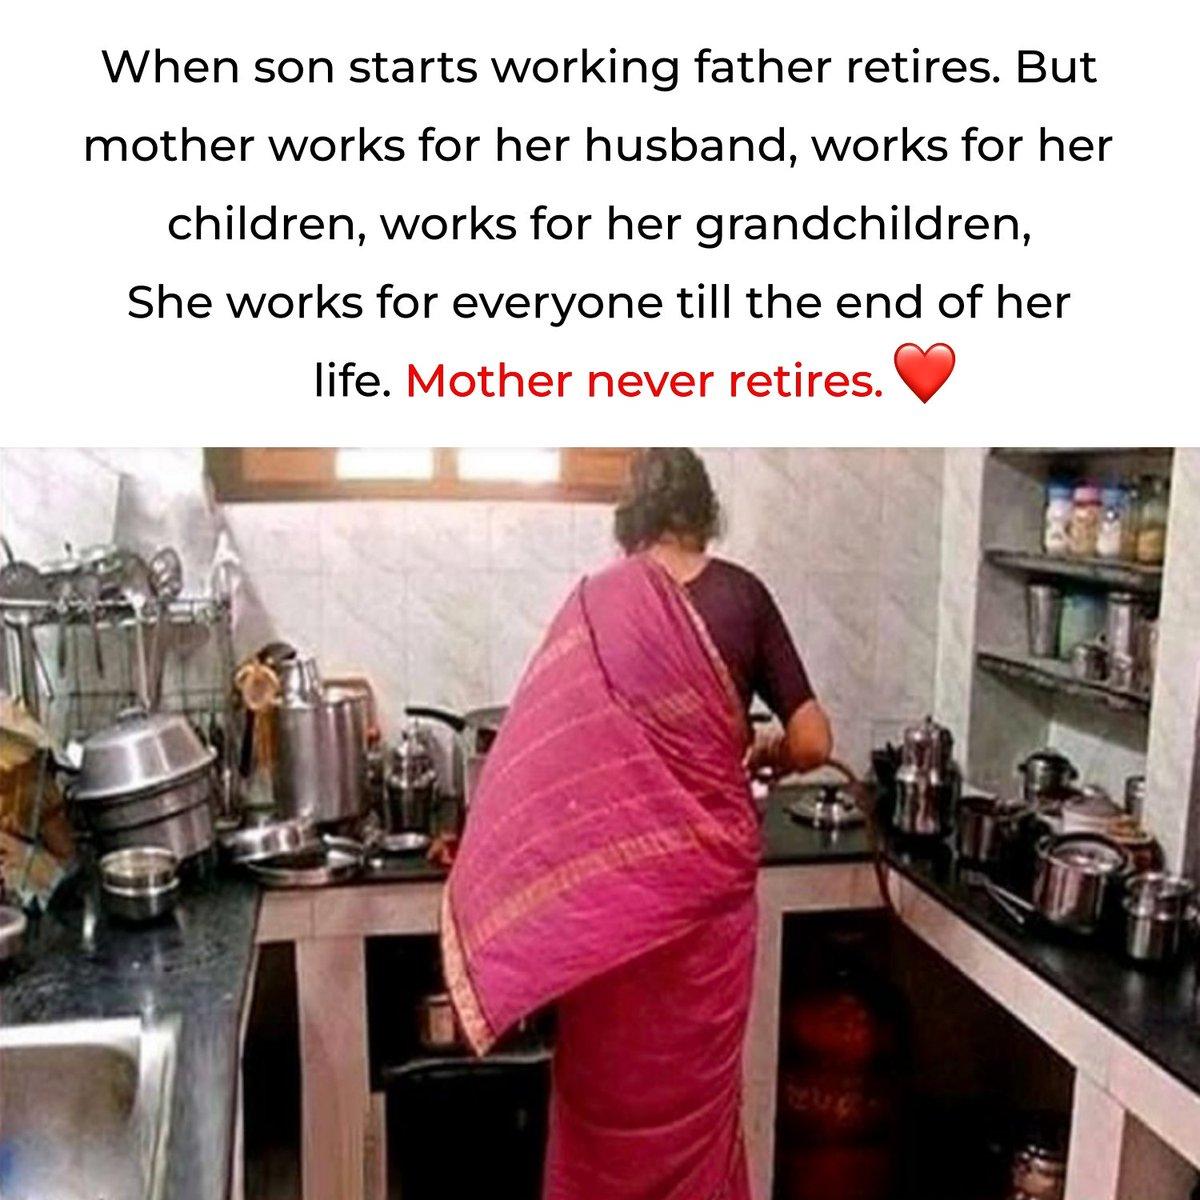 When son starts working father retires. But
mother works for her husband, works for her
children, works for her grandchildren,
She works for everyone till the end of her
life. Mother never retires. ❤️